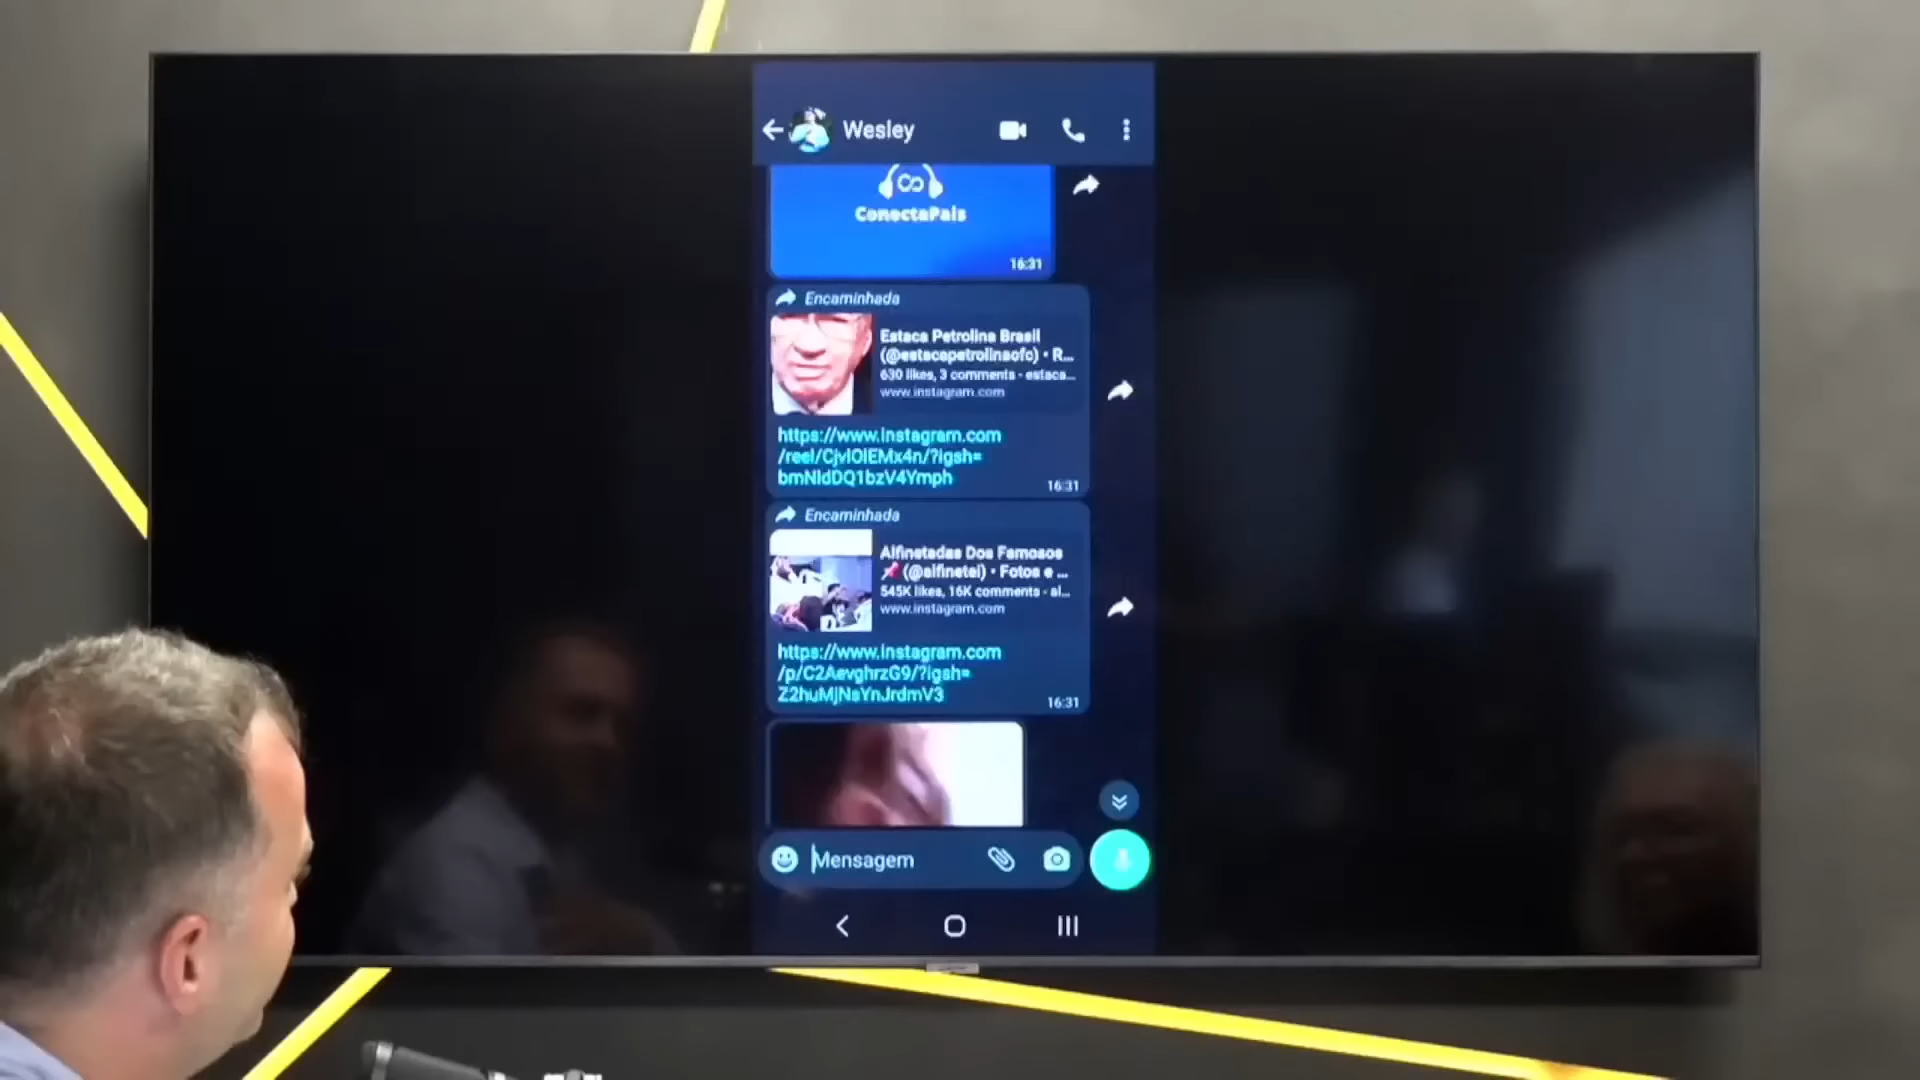 Wesley
ConectaPais
16:31
Encaminhada
Estaca Petrolina Brasil
(@estacapetrolinaofc) • R...
630 likes, 3 comments - estaca...
www.instagram.com
https://www.instagram.com
/reel/CjvlOlEMx4n/?igsh=
bmNldDQ1bzV4Ymph
16:31
Encaminhada
Alfinetadas Dos Famosos
(@alfinetei) • Fotos e ...
545K likes, 16K comments - al...
www.instagram.com
https://www.instagram.com
/p/C2AevghrzG9/?igsh=
Z2huMjNsYnJrdmV3
16:31
Mensagem